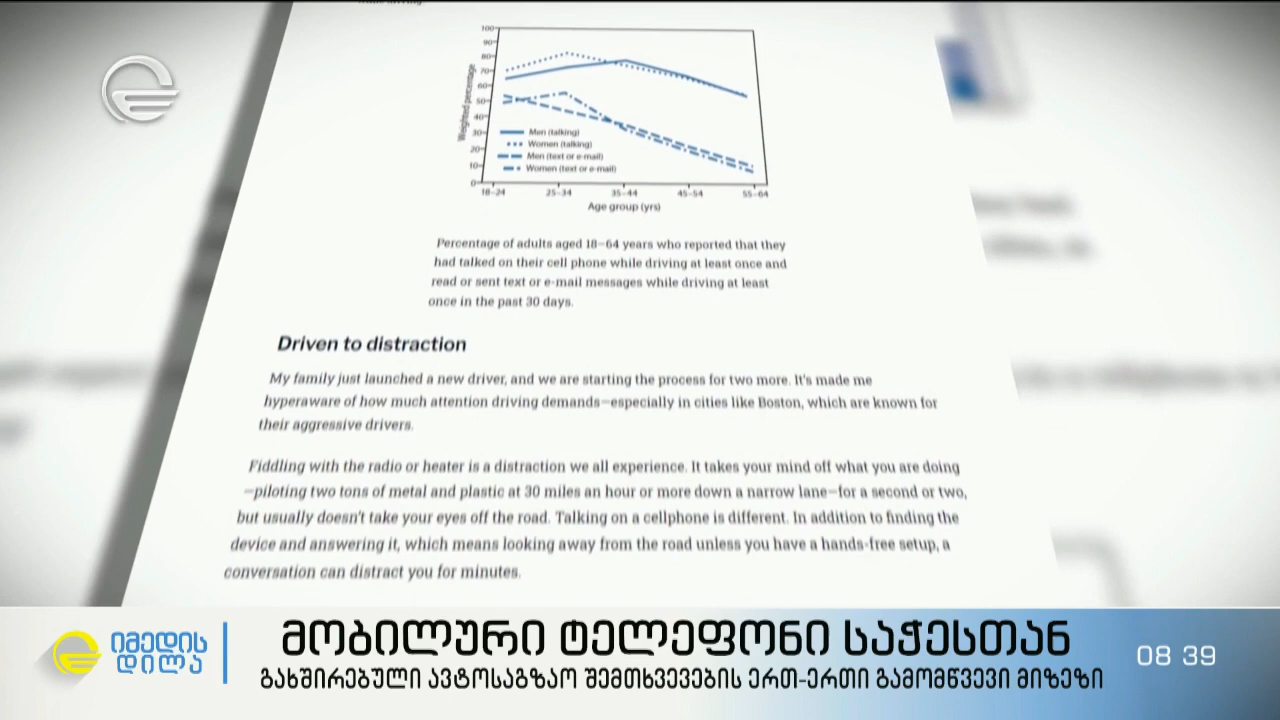 100
90
80
70
60
50
40
30
20
10
0
Weighted percentage
Men (talking)
Women (talking)
Men (text or e-mail)
Women (text or e-mail)
18–24 25–34 35–44 45–54 55–64
Age group (yrs)
Percentage of adults aged 18–64 years who reported that they
had talked on their cell phone while driving at least once and
read or sent text or e-mail messages while driving at least
once in the past 30 days.
Driven to distraction
My family just launched a new driver, and we are starting the process for two more. It's made me
hyperaware of how much attention driving demands—especially in cities like Boston, which are known for
their aggressive drivers.
Fiddling with the radio or heater is a distraction we all experience. It takes your mind off what you are doing
—piloting two tons of metal and plastic at 30 miles an hour or more down a narrow lane—for a second or two,
but usually doesn't take your eyes off the road. Talking on a cellphone is different. In addition to finding the
device and answering it, which means looking away from the road unless you have a hands-free setup, a
conversation can distract you for minutes.
იმედის
დილა
მობილური ტელეფონი საჭესთან
გახშირებული ავტოსაგზაო შემთხვევების ერთ-ერთი გამომწვევი მიზეზი
08 39